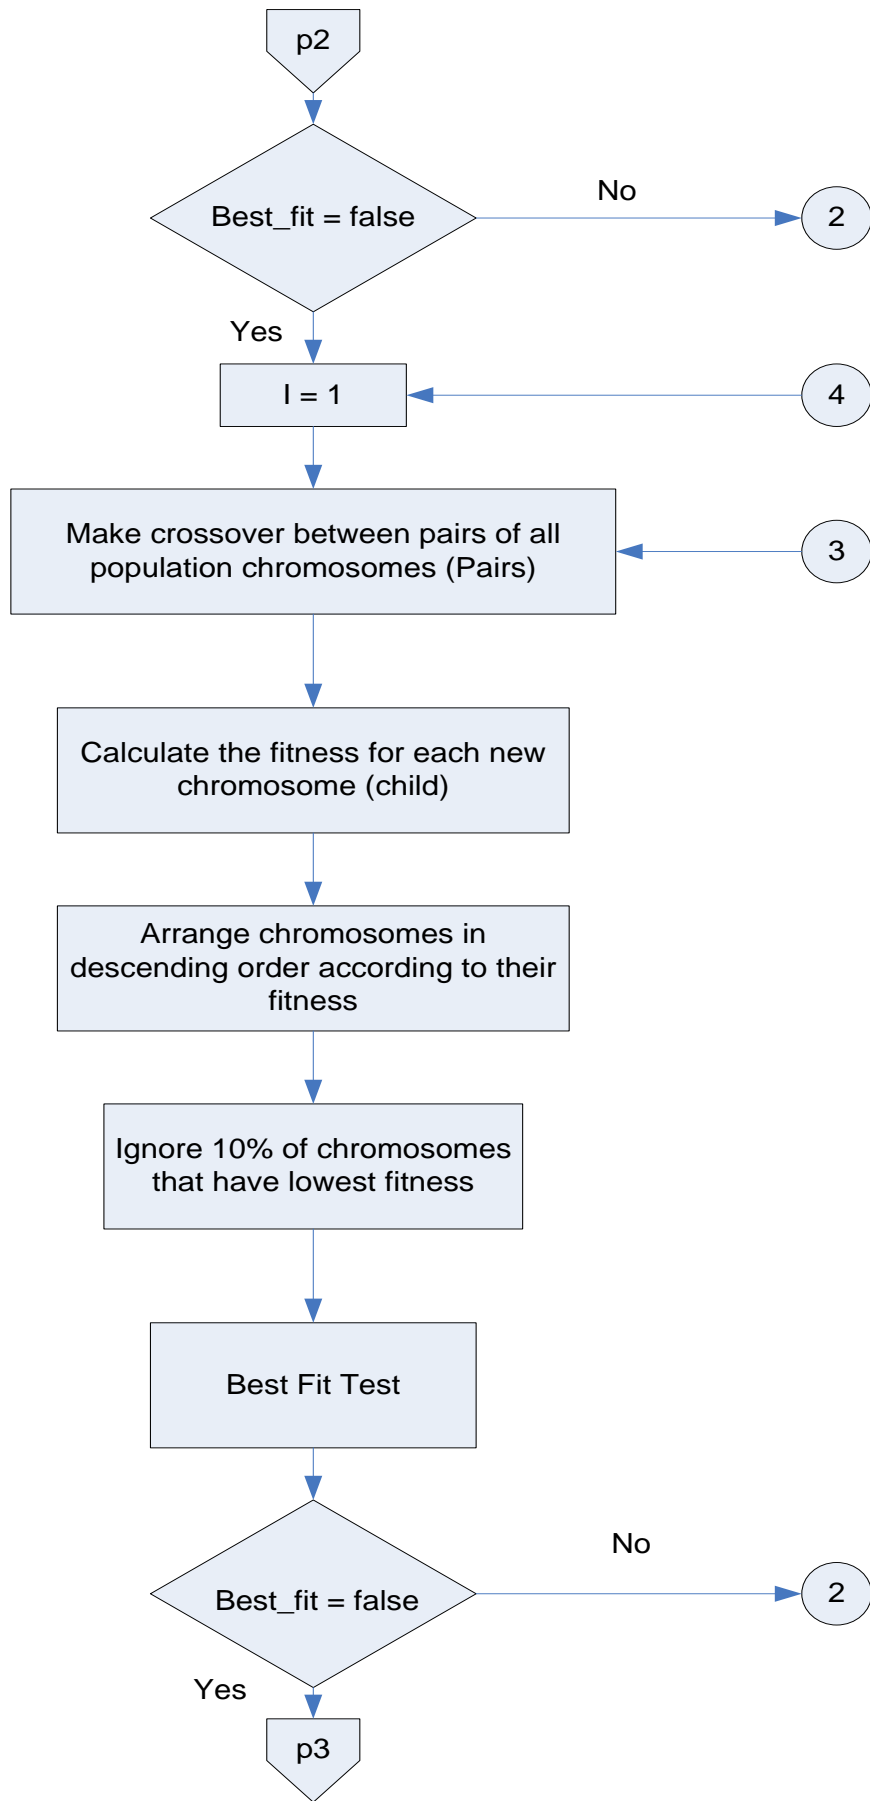 p2
Best_fit = false
No
2
Yes
I = 1
4
Make crossover between pairs of all
population chromosomes (Pairs)
3
Calculate the fitness for each new
chromosome (child)
Arrange chromosomes in
descending order according to their
fitness
Ignore 10% of chromosomes
that have lowest fitness
Best Fit Test
Best_fit = false
No
2
Yes
p3